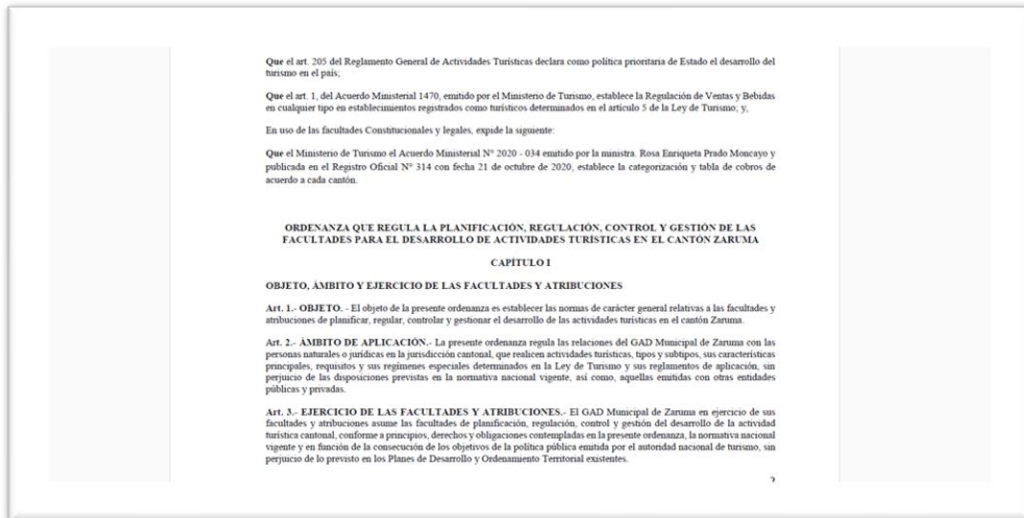 Que el art. 205 del Reglamento General de Actividades Turísticas declara como política prioritaria de Estado el desarrollo del
turismo en el país;
Que el art. 1, del Acuerdo Ministerial 1470, emitido por el Ministerio de Turismo, establece la Regulación de Ventas y Bebidas
en cualquier tipo en establecimientos registrados como turísticos determinados en el artículo 5 de la Ley de Turismo; y,
En uso de las facultades Constitucionales y legales, expide la siguiente:
Que el Ministerio de Turismo el Acuerdo Ministerial N° 2020 - 034 emitido por la ministra. Rosa Enriqueta Prado Moncayo y
publicada en el Registro Oficial N° 314 con fecha 21 de octubre de 2020, establece la categorización y tabla de cobros de
acuerdo a cada cantón.
ORDENANZA QUE REGULA LA PLANIFICACIÓN, REGULACIÓN, CONTROL Y GESTIÓN DE LAS
FACULTADES PARA EL DESARROLLO DE ACTIVIDADES TURÍSTICAS EN EL CANTÓN ZARUMA
CAPÍTULO I
OBJETO, ÁMBITO Y EJERCICIO DE LAS FACULTADES Y ATRIBUCIONES
Art. 1.- OBJETO. - El objeto de la presente ordenanza es establecer las normas de carácter general relativas a las facultades y
atribuciones de planificar, regular, controlar y gestionar el desarrollo de las actividades turísticas en el cantón Zaruma.
Art. 2.- ÁMBITO DE APLICACIÓN.- La presente ordenanza regula las relaciones del GAD Municipal de Zaruma con las
personas naturales o jurídicas en la jurisdicción cantonal, que realicen actividades turísticas, tipos y subtipos, sus características
principales, requisitos y sus regímenes especiales determinados en la Ley de Turismo y sus reglamentos de aplicación, sin
perjuicio de las disposiciones previstas en la normativa nacional vigente, así como, aquellas emitidas con otras entidades
públicas y privadas.
Art. 3.- EJERCICIO DE LAS FACULTADES Y ATRIBUCIONES.- El GAD Municipal de Zaruma en ejercicio de sus
facultades y atribuciones asume las facultades de planificación, regulación, control y gestión del desarrollo de la actividad
turística cantonal, conforme a principios, derechos y obligaciones contempladas en la presente ordenanza, la normativa nacional
vigente y en función de la consecución de los objetivos de la política pública emitida por el autoridad nacional de turismo, sin
perjuicio de lo previsto en los Planes de Desarrollo y Ordenamiento Territorial existentes.